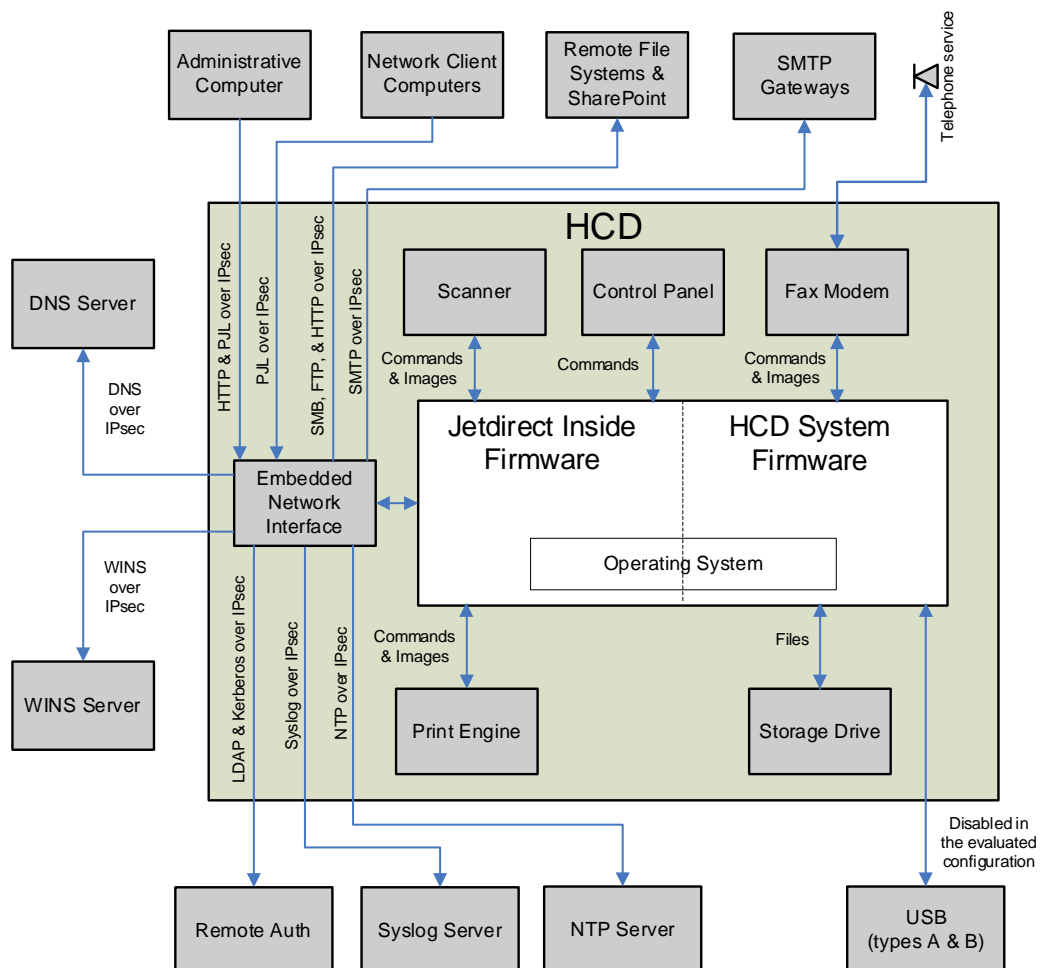 Administrative
Computer
Network Client
Computers
Remote File
Systems &
SharePoint
SMTP
Gateways
Telephone service
HCD
DNS Server
Scanner
Control Panel
Fax Modem
HTTP & PJL over IPsec
PJL over IPsec
SMB, FTP, & HTTP over IPsec
SMTP over IPsec
Commands
& Images
Commands
Commands
& Images
DNS
over
IPsec
Jetdirect Inside
Firmware
HCD System
Firmware
Embedded
Network
Interface
Operating System
WINS
over
IPsec
WINS Server
LDAP & Kerberos over IPsec
Syslog over IPsec
NTP over IPsec
Commands
& Images
Files
Print Engine
Storage Drive
Disabled in
the evaluated
configuration
Remote Auth
Syslog Server
NTP Server
USB
(types A & B)